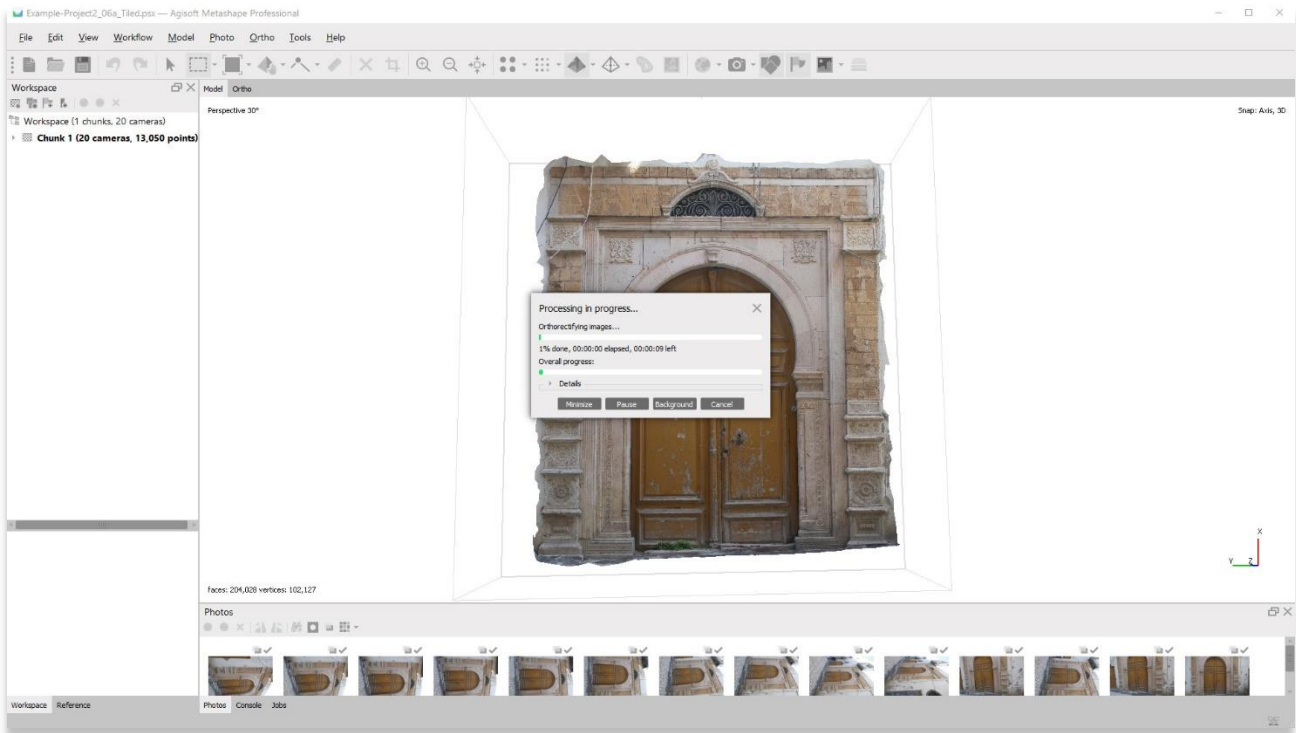 Example-Project2_06a_Tiled.psx — Agisoft Metashape Professional
File Edit View Workflow Model Photo Ortho Tools Help
Workspace
Model Ortho
Perspective 30°
Snap: Axis, 3D
Workspace (1 chunks, 20 cameras)
Chunk 1 (20 cameras, 13,050 points)
Processing in progress...
Orthorectifying images...
1% done, 00:00:00 elapsed, 00:00:09 left
Overall progress:
Details
Minimize Pause Background Cancel
X
Y Z
faces: 204,028 vertices: 102,127
Photos
Workspace Reference
Photos Console Jobs